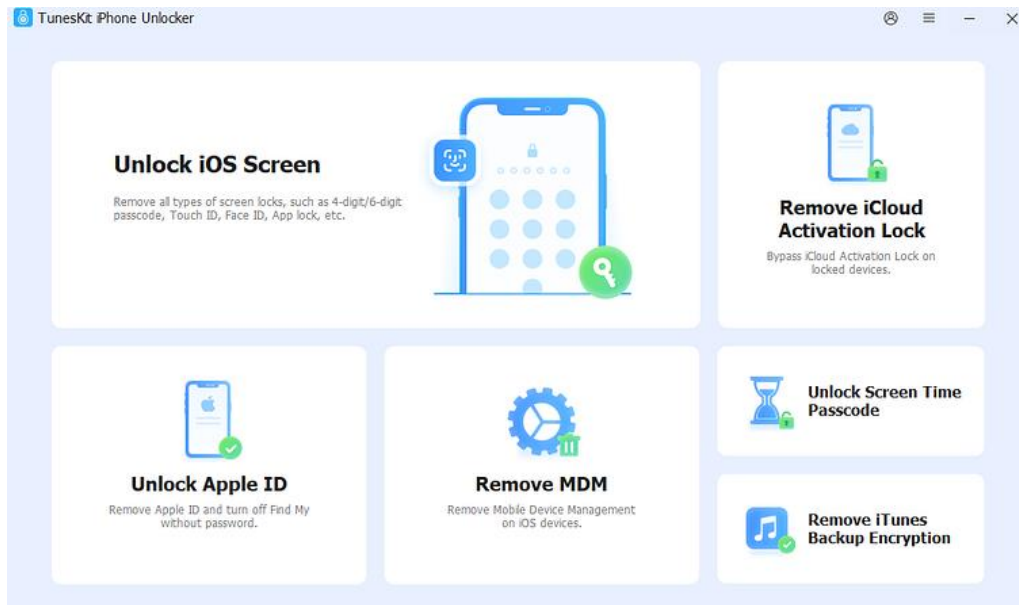 TunesKit iPhone Unlocker
Unlock iOS Screen
Remove all types of screen locks, such as 4-digit/6-digit
passcode, Touch ID, Face ID, App lock, etc.
Remove iCloud
Activation Lock
Bypass iCloud Activation Lock on
locked devices.
Unlock Apple ID
Remove Apple ID and turn off Find My
without password.
Remove MDM
Remove Mobile Device Management
on iOS devices.
Unlock Screen Time
Passcode
Remove iTunes
Backup Encryption